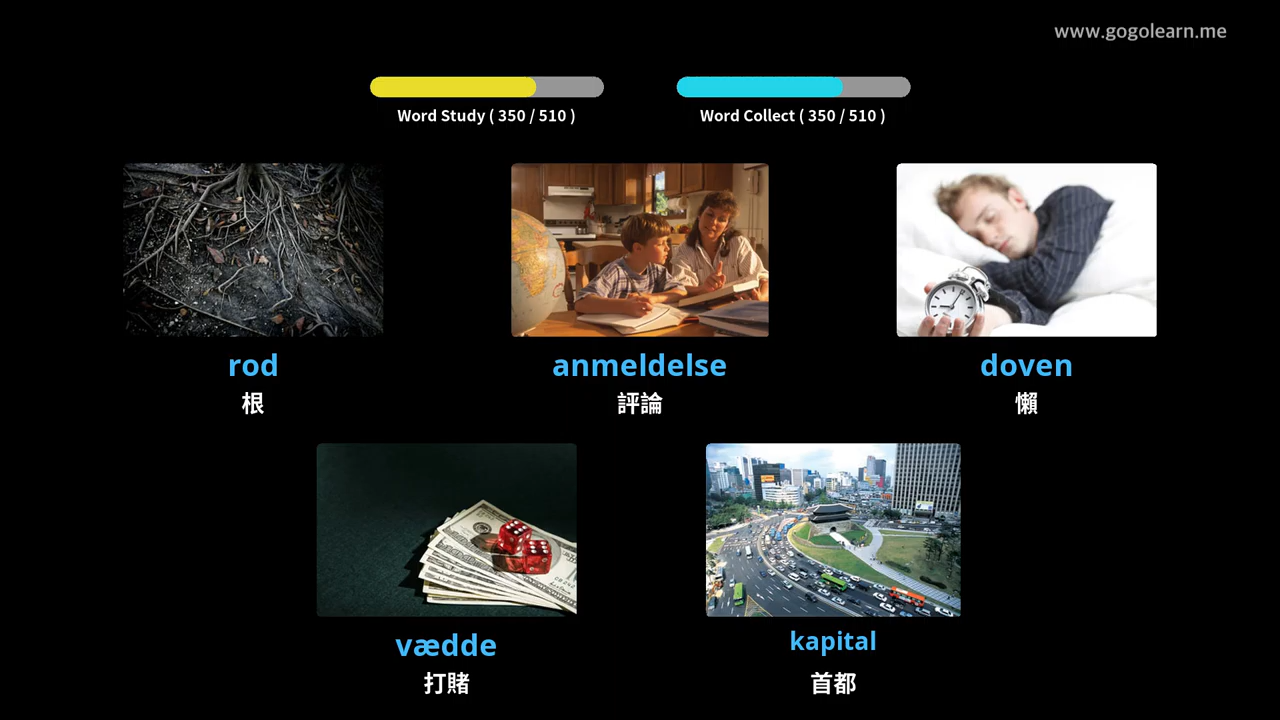 www.gogolearn.me
Word Study ( 350 / 510 )
Word Collect ( 350 / 510 )
rod
根
anmeldelse
評論
doven
懶
vædde
打賭
kapital
首都